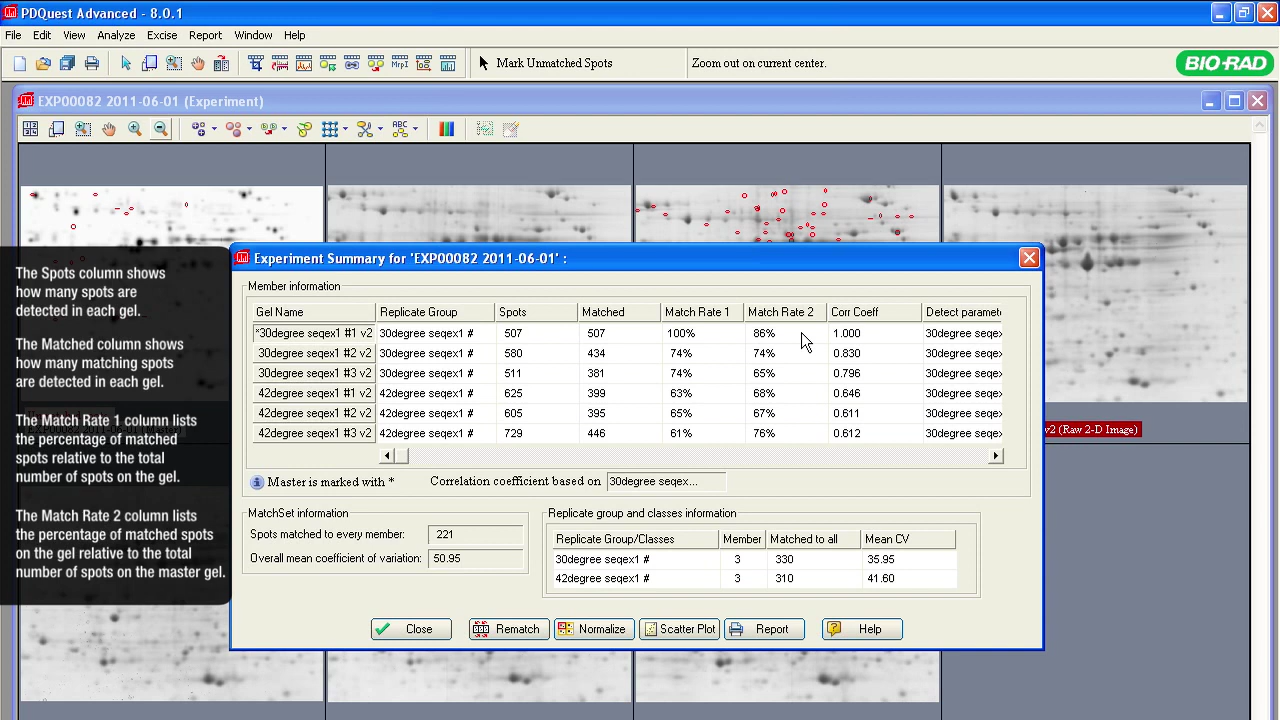 PDQuest Advanced - 8.0.1
File Edit View Analyze Excise Report Window Help
Mark Unmatched Spots
Zoom out on current center.
BIO-RAD
EXP00082 2011-06-01 (Experiment)
The Spots column shows
how many spots are
detected in each gel.
The Matched column shows
how many matching spots
are detected in each gel.
The Match Rate 1 column lists
the percentage of matched
spots relative to the total
number of spots on the gel.
The Match Rate 2 column lists
the percentage of matched spots
on the gel relative to the total
number of spots on the master gel.
Experiment Summary for 'EXP00082 2011-06-01' :
Member information
Gel Name Replicate Group Spots Matched Match Rate 1 Match Rate 2 Corr Coeff Detect paramete
*30degree seqex1 #1 v2 30degree seqex1 # 507 507 100% 86% 1.000 30degree seqex
30degree seqex1 #2 v2 30degree seqex1 # 580 434 74% 74% 0.830 30degree seqex
30degree seqex1 #3 v2 30degree seqex1 # 511 381 74% 65% 0.796 30degree seqex
42degree seqex1 #1 v2 42degree seqex1 # 625 399 63% 68% 0.646 30degree seqex
42degree seqex1 #2 v2 42degree seqex1 # 605 395 65% 67% 0.611 30degree seqex
42degree seqex1 #3 v2 42degree seqex1 # 729 446 61% 76% 0.612 30degree seqex
Master is marked with * Correlation coefficient based on 30degree seqex...
v2 (Raw 2-D Image)
MatchSet information
Spots matched to every member: 221
Overall mean coefficient of variation: 50.95
Replicate group and classes information
Replicate Group/Classes Member Matched to all Mean CV
30degree seqex1 # 3 330 35.95
42degree seqex1 # 3 310 41.60
Close Rematch Normalize Scatter Plot Report Help